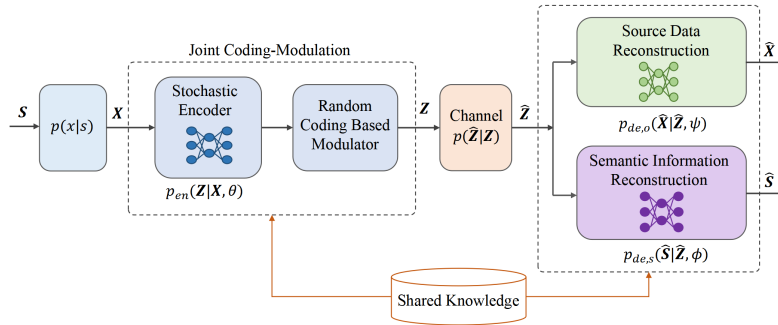 Joint Coding-Modulation
S
p(x|s)
X
Stochastic
Encoder
p_en(Z|X, θ)
Random
Coding Based
Modulator
Z
Channel
p(Ẑ|Z)
Ẑ
Source Data
Reconstruction
X̂
p_de,o(X̂|Ẑ, ψ)
Semantic Information
Reconstruction
Ŝ
p_de,s(Ŝ|Ẑ, ϕ)
Shared Knowledge